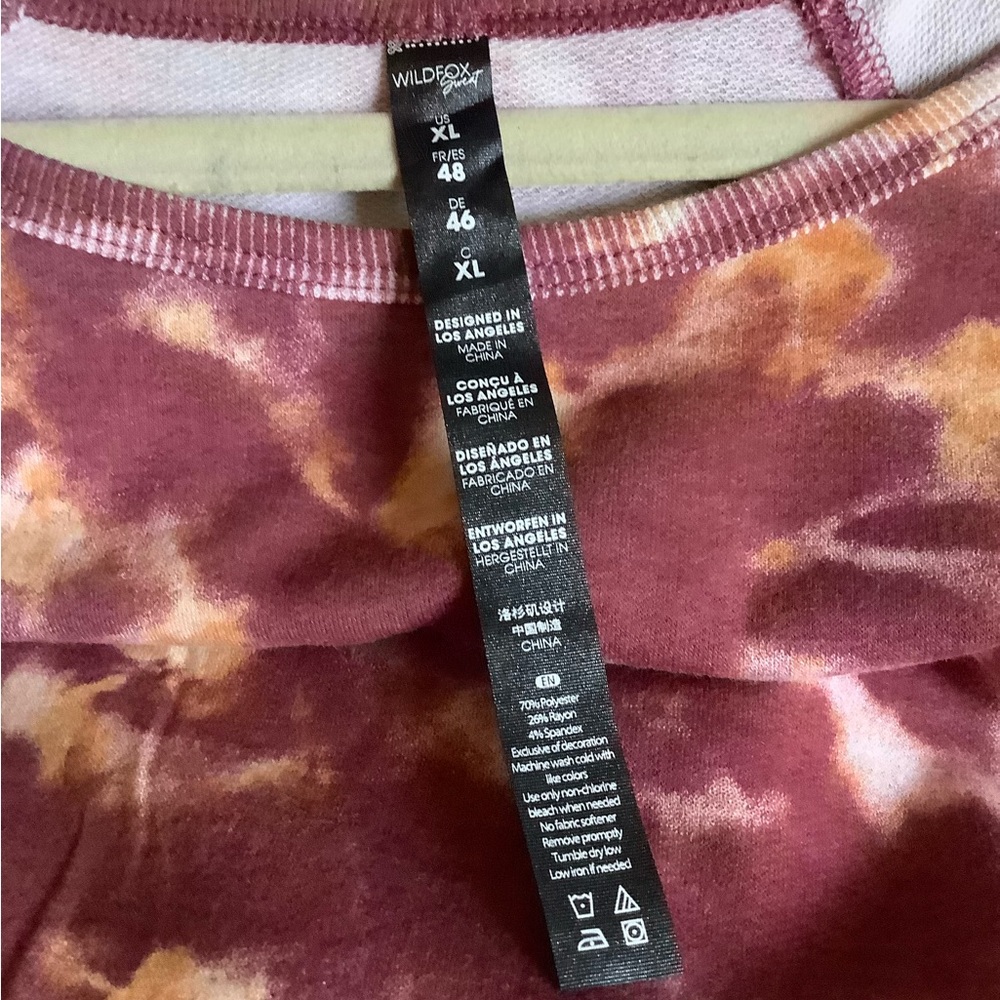 WILDFOX
Sweat
US
XL
FR/ES
48
DE
46
C
XL
DESIGNED IN
LOS ANGELES
MADE IN
CHINA
CONÇU À
LOS ANGELES
FABRIQUÉ EN
CHINA
DISEÑADO EN
LOS ÁNGELES
FABRICADO EN
CHINA
ENTWORFEN IN
LOS ANGELES
HERGESTELLT IN
CHINA
洛杉矶设计
中国制造
CHINA
EN
70% Polyester
26% Rayon
4% Spandex
Exclusive of decoration
Machine wash cold with
like colors
Use only non-chlorine
bleach when needed
No fabric softener
Remove promptly
Tumble dry low
Low iron if needed